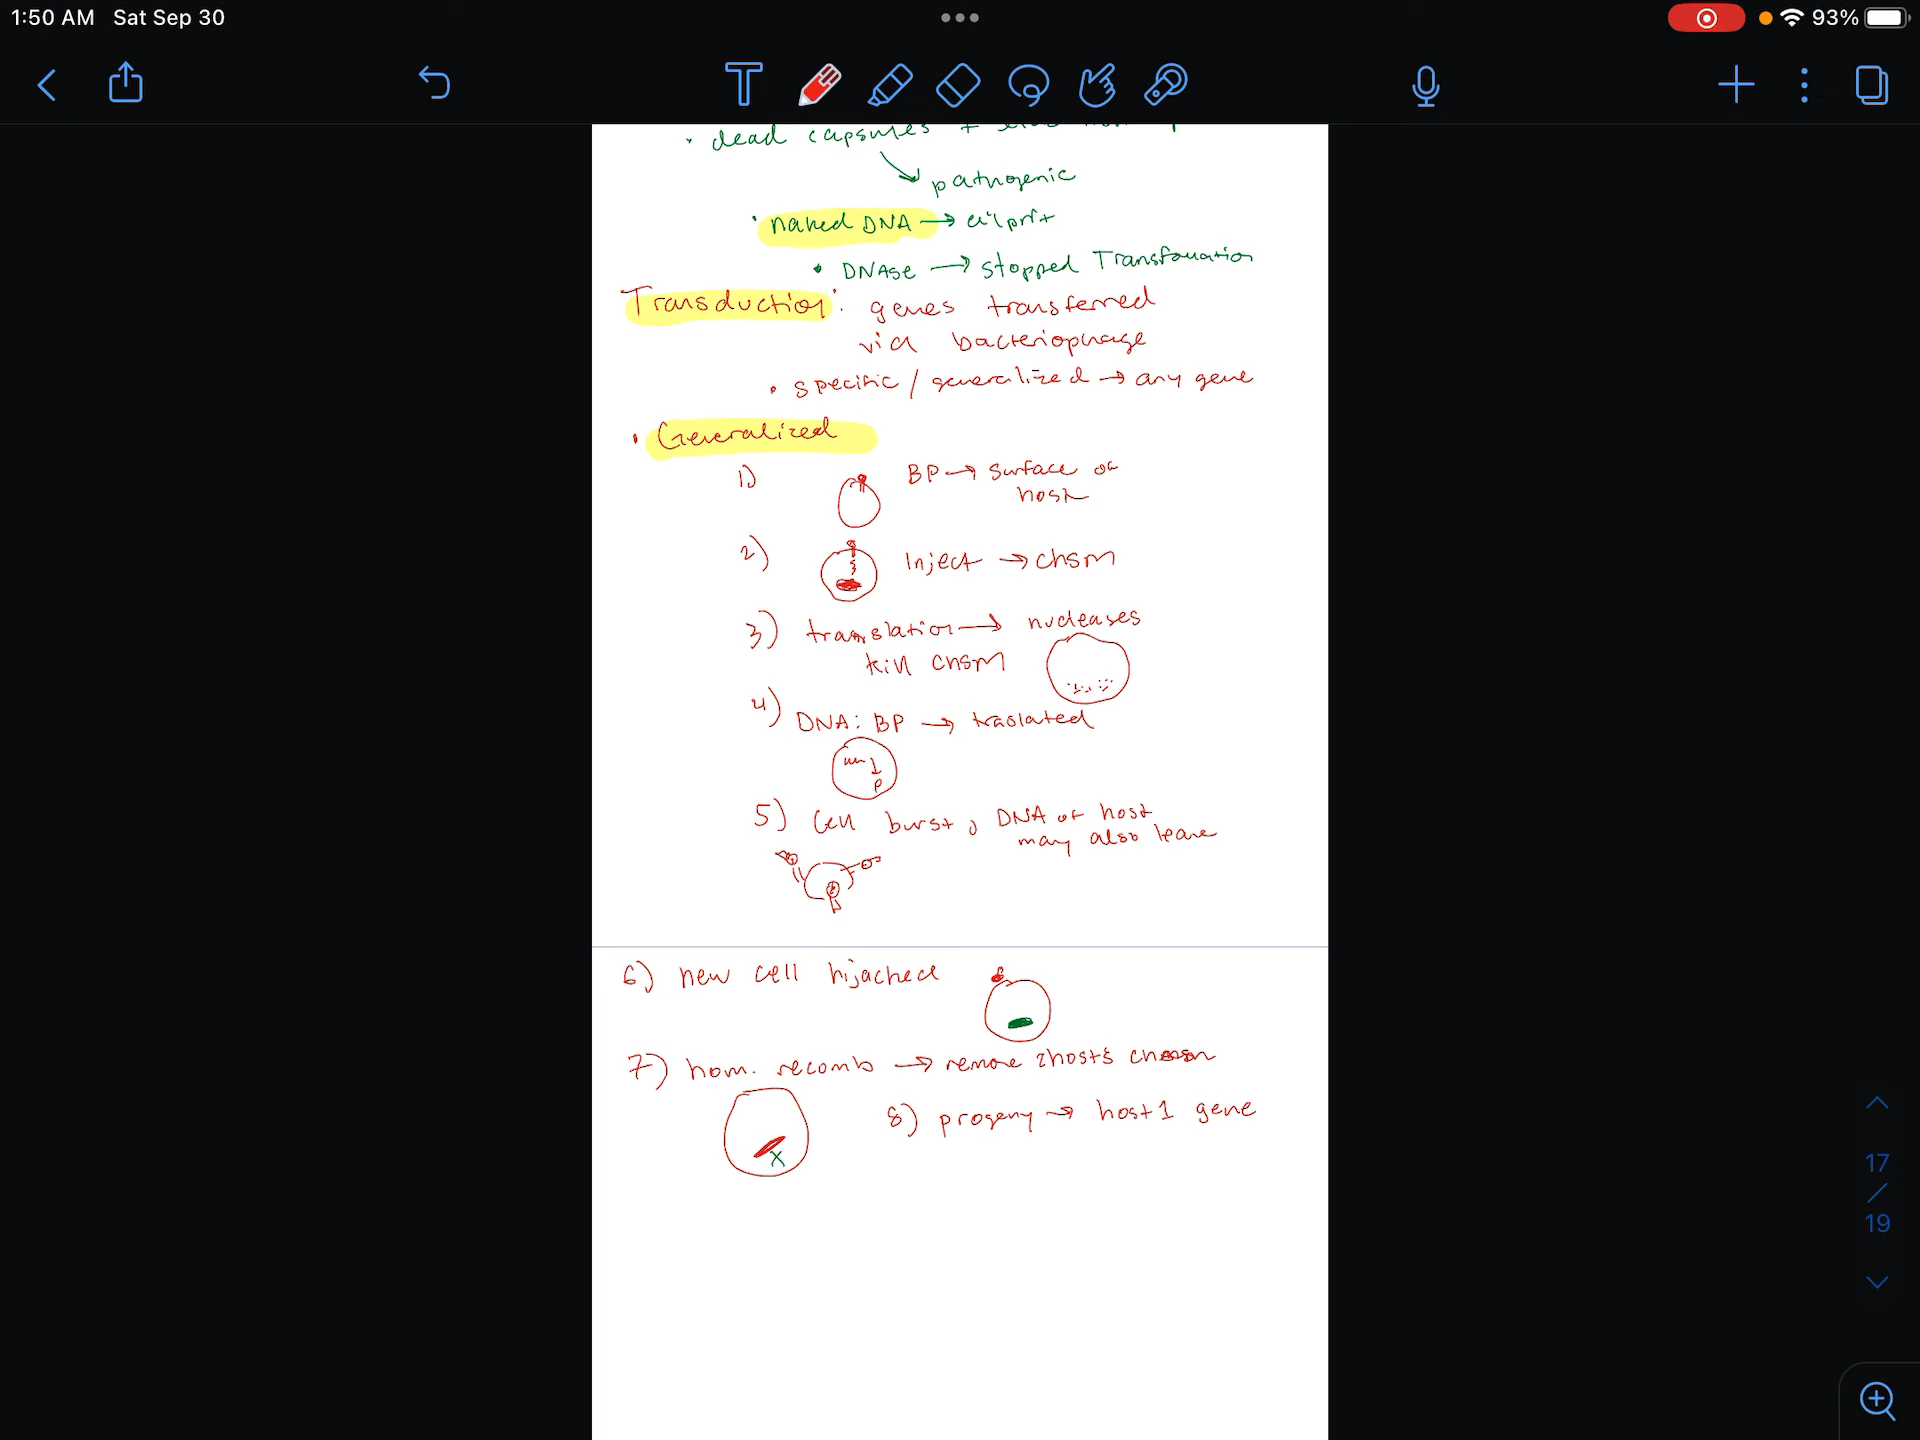 1:50 AM Sat Sep 30
93%
• dead capsules +
pathogenic
• naked DNA → culprit
• DNAse → stopped Transformation
Transduction: genes transferred
via bacteriophage
• specific / generalized → any gene
• Generalized
1) BP → surface of
host
2) Inject → chsm
3) translation → nucleases
kill chsm
4) DNA: BP → traslated
P
5) Cell burst, DNA of host
may also leave
6) new cell hijacked
7) hom. recomb → remove 2hosts
X
8) progeny → host 1 gene
17
/
19